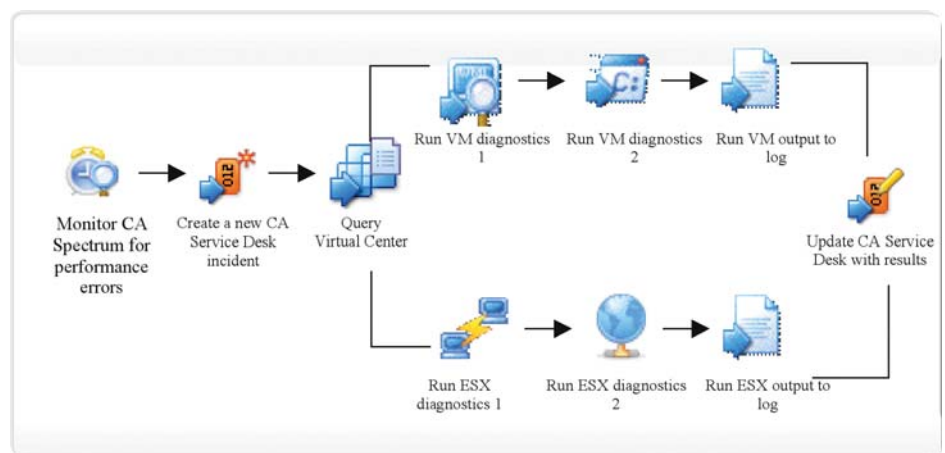 Run VM diagnostics
1
Run VM diagnostics
2
Run VM output to
log
Monitor CA
Spectrum for
performance
errors
Create a new CA
Service Desk
incident
Query
Virtual Center
Update CA Service
Desk with results
Run ESX
diagnostics 1
Run ESX diagnostics
2
Run ESX output to
log